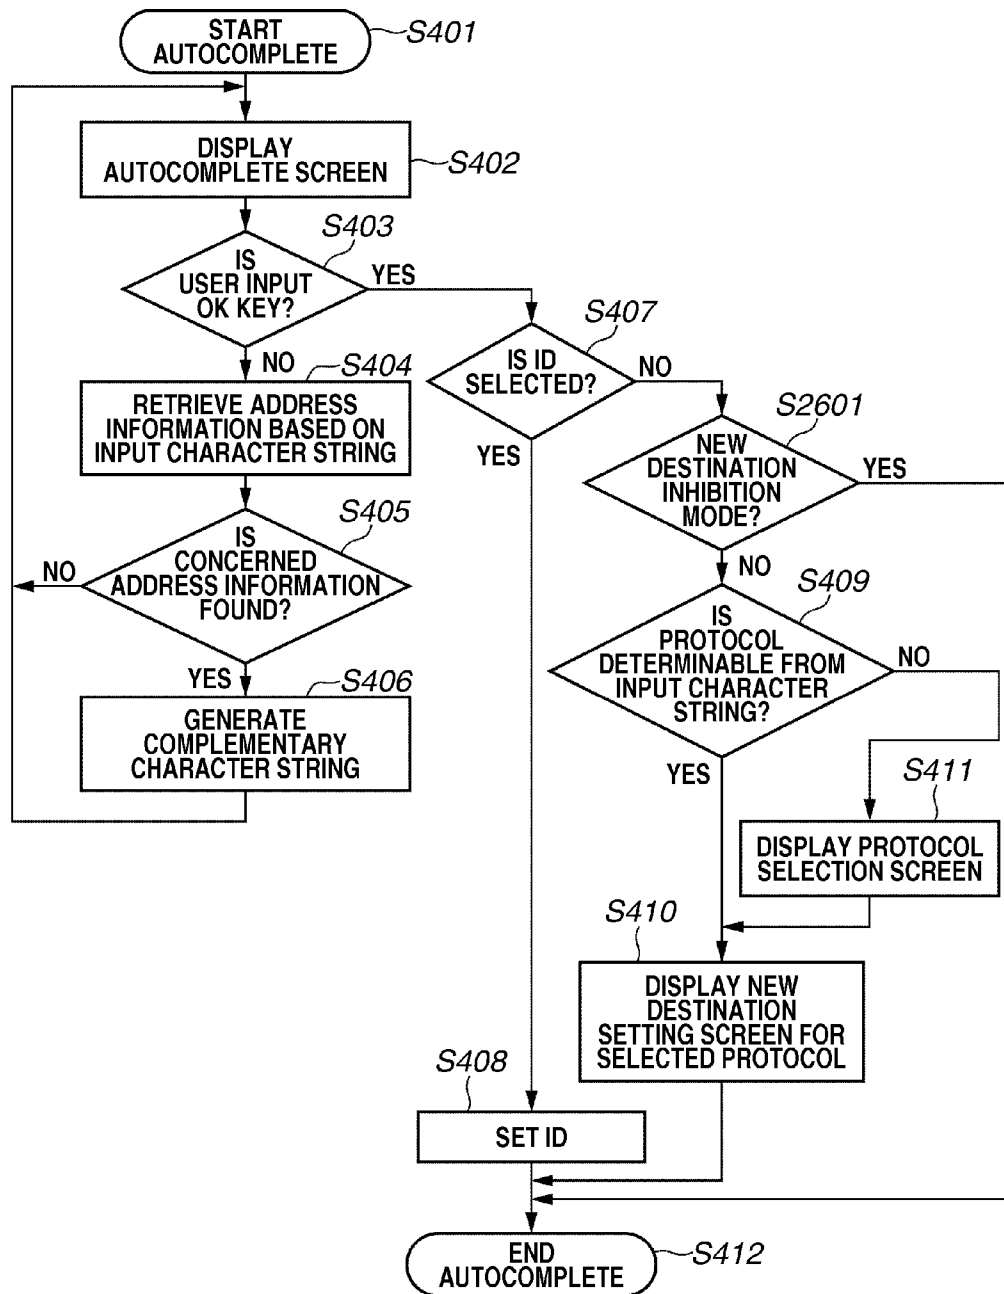 START
AUTOCOMPLETE
S401
DISPLAY
AUTOCOMPLETE SCREEN
S402
S403
IS
USER INPUT
OK KEY?
YES
NO
S404
RETRIEVE ADDRESS
INFORMATION BASED ON
INPUT CHARACTER STRING
S405
IS
CONCERNED
ADDRESS INFORMATION
FOUND?
NO
YES
S406
GENERATE
COMPLEMENTARY
CHARACTER STRING
S407
IS ID
SELECTED?
NO
YES
S2601
NEW
DESTINATION
INHIBITION
MODE?
YES
NO
S409
IS
PROTOCOL
DETERMINABLE FROM
INPUT CHARACTER
STRING?
NO
YES
S411
DISPLAY PROTOCOL
SELECTION SCREEN
S410
DISPLAY NEW
DESTINATION
SETTING SCREEN FOR
SELECTED PROTOCOL
S408
SET ID
END
AUTOCOMPLETE
S412